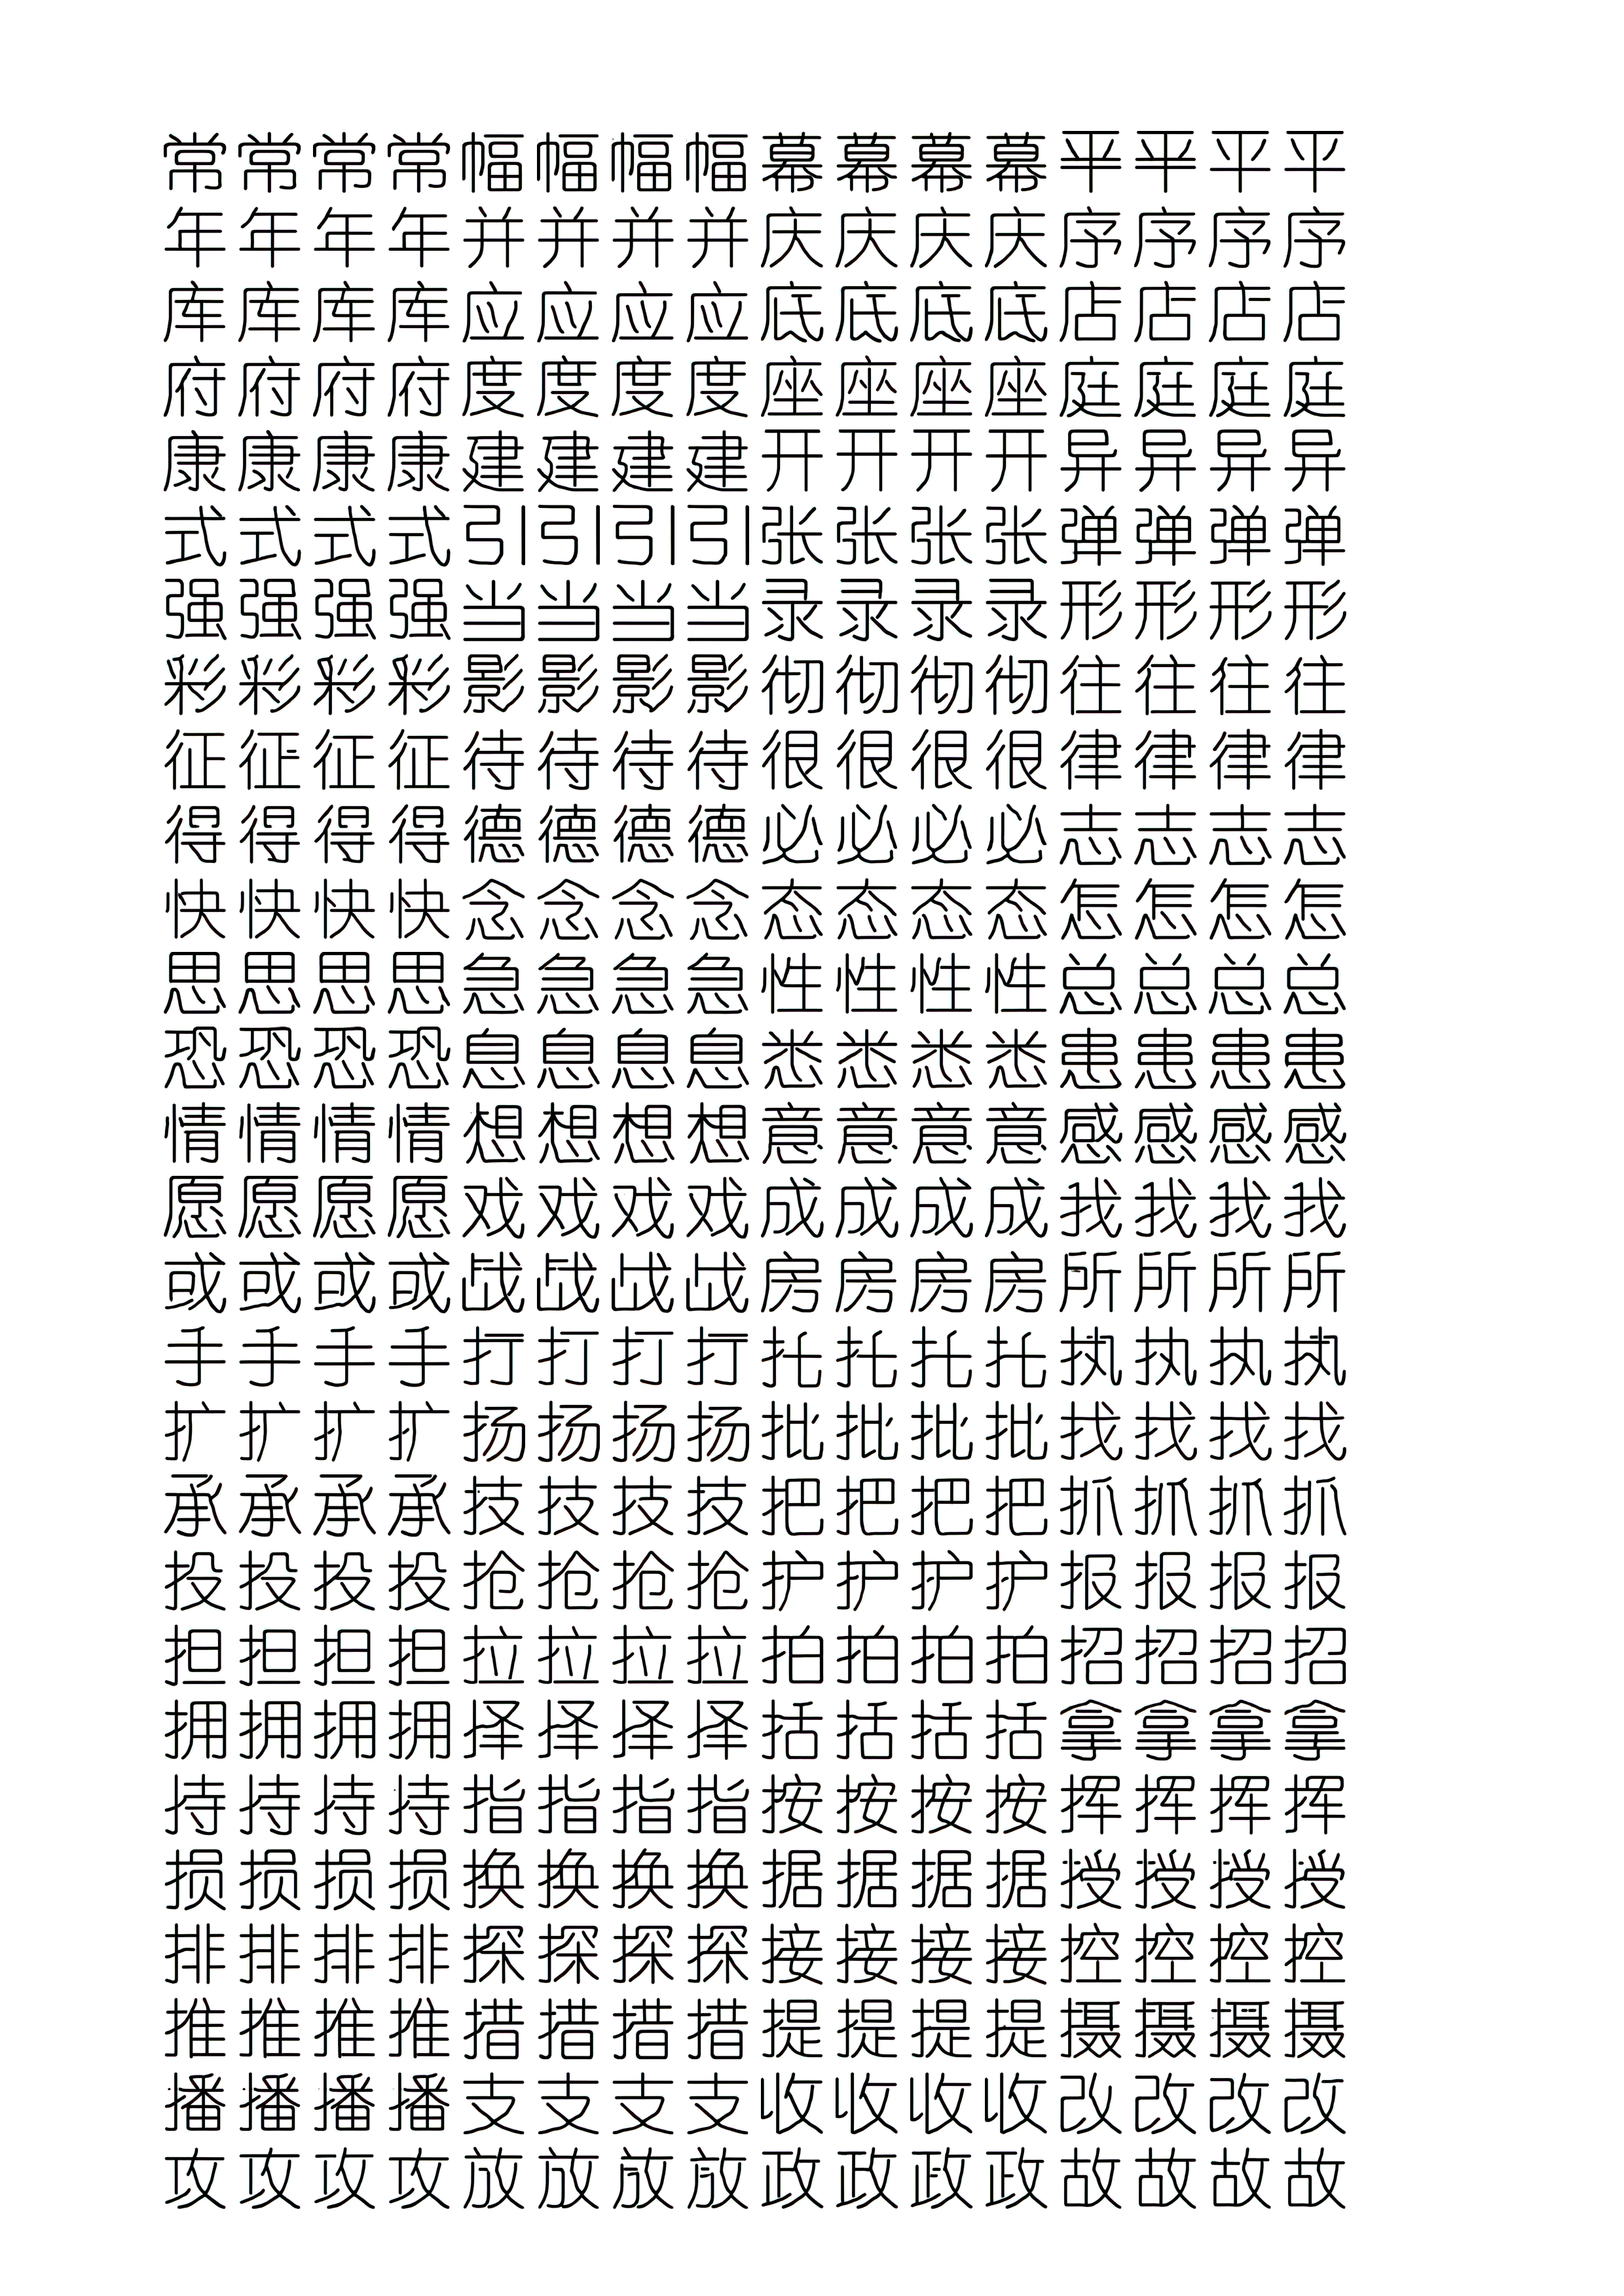 常常常常幅幅幅幅幕幕幕幕平平平平
年年年年并并并并庆庆庆庆序序序序
库库库库应应应应底底底底店店店店
府府府府度度度度座座座座庭庭庭庭
康康康康建建建建开开开开异异异异
式式式式引引引引张张张张弹弹弹弹
强强强强当当当当录录录录形形形形
彩彩彩彩影影影影彻彻彻彻往往往往
征征征征待待待待很很很很律律律律
得得得得德德德德必必必必志志志志
快快快快念念念念态态态态怎怎怎怎
思思思思急急急急性性性性总总总总
恐恐恐恐息息息息悉悉悉悉患患患患
情情情情想想想想意意意意感感感感
愿愿愿愿戏戏戏戏成成成成我我我我
或或或或战战战战房房房房所所所所
手手手手打打打打托托托托执执执执
扩扩扩扩扬扬扬扬批批批批找找找找
承承承承技技技技把把把把抓抓抓抓
投投投投抢抢抢抢护护护护报报报报
担担担担拉拉拉拉拍拍拍拍招招招招
拥拥拥拥择择择择括括括括拿拿拿拿
持持持持指指指指按按按按挥挥挥挥
损损损损换换换换据据据据授授授授
排排排排探探探探接接接接控控控控
推推推推措措措措提提提提摄摄摄摄
播播播播支支支支收收收收改改改改
攻攻攻攻放放放放政政政政故故故故